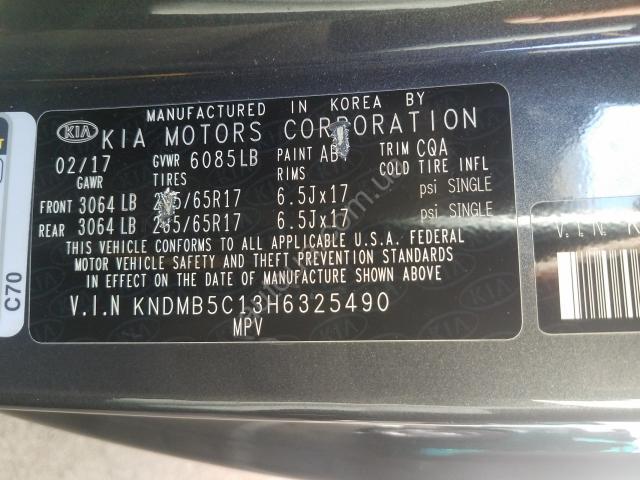 MANUFACTURED IN KOREA BY
KIA KIA MOTORS CORPORATION
02/17 GVWR 6085LB PAINT TRIM CQA
GAWR TIRES RIMS COLD TIRE INFL
FRONT 3064 LB 6.5Jx17 psi SINGLE
REAR 3064 LB 235/65R17 6.5Jx17 psi SINGLE
THIS VEHICLE CONFORMS TO ALL APPLICABLE U.S.A. FEDERAL
MOTOR VEHICLE SAFETY AND THEFT PREVENTION STANDARDS
IN EFFECT ON THE DATE OF MANUFACTURE SHOWN ABOVE.
V.I.N KNDMB5C13H6325490
MPV
C70
V.I.N.